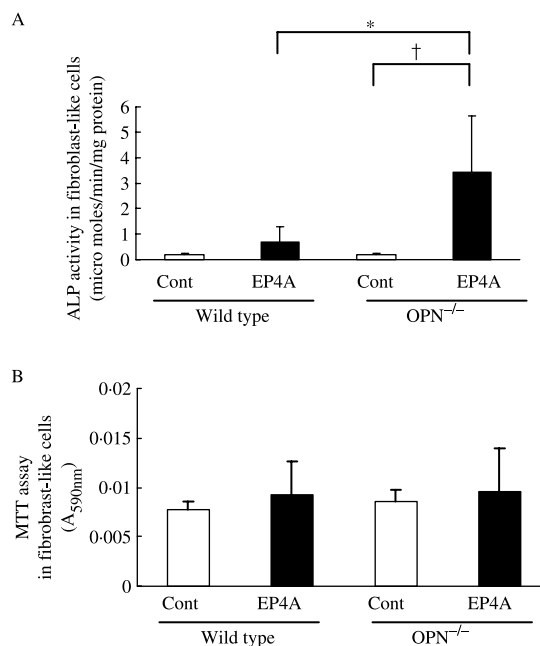 A
*
†
ALP activity in fibroblast-like cells
(micro moles/min/mg protein)
6
5
4
3
2
1
0
Cont EP4A Cont EP4A
Wild type OPN−/−
B
MTT assay
in fibrobrast-like cells
(A590nm)
0·02
0·015
0·01
0·005
0
Cont EP4A Cont EP4A
Wild type OPN−/−